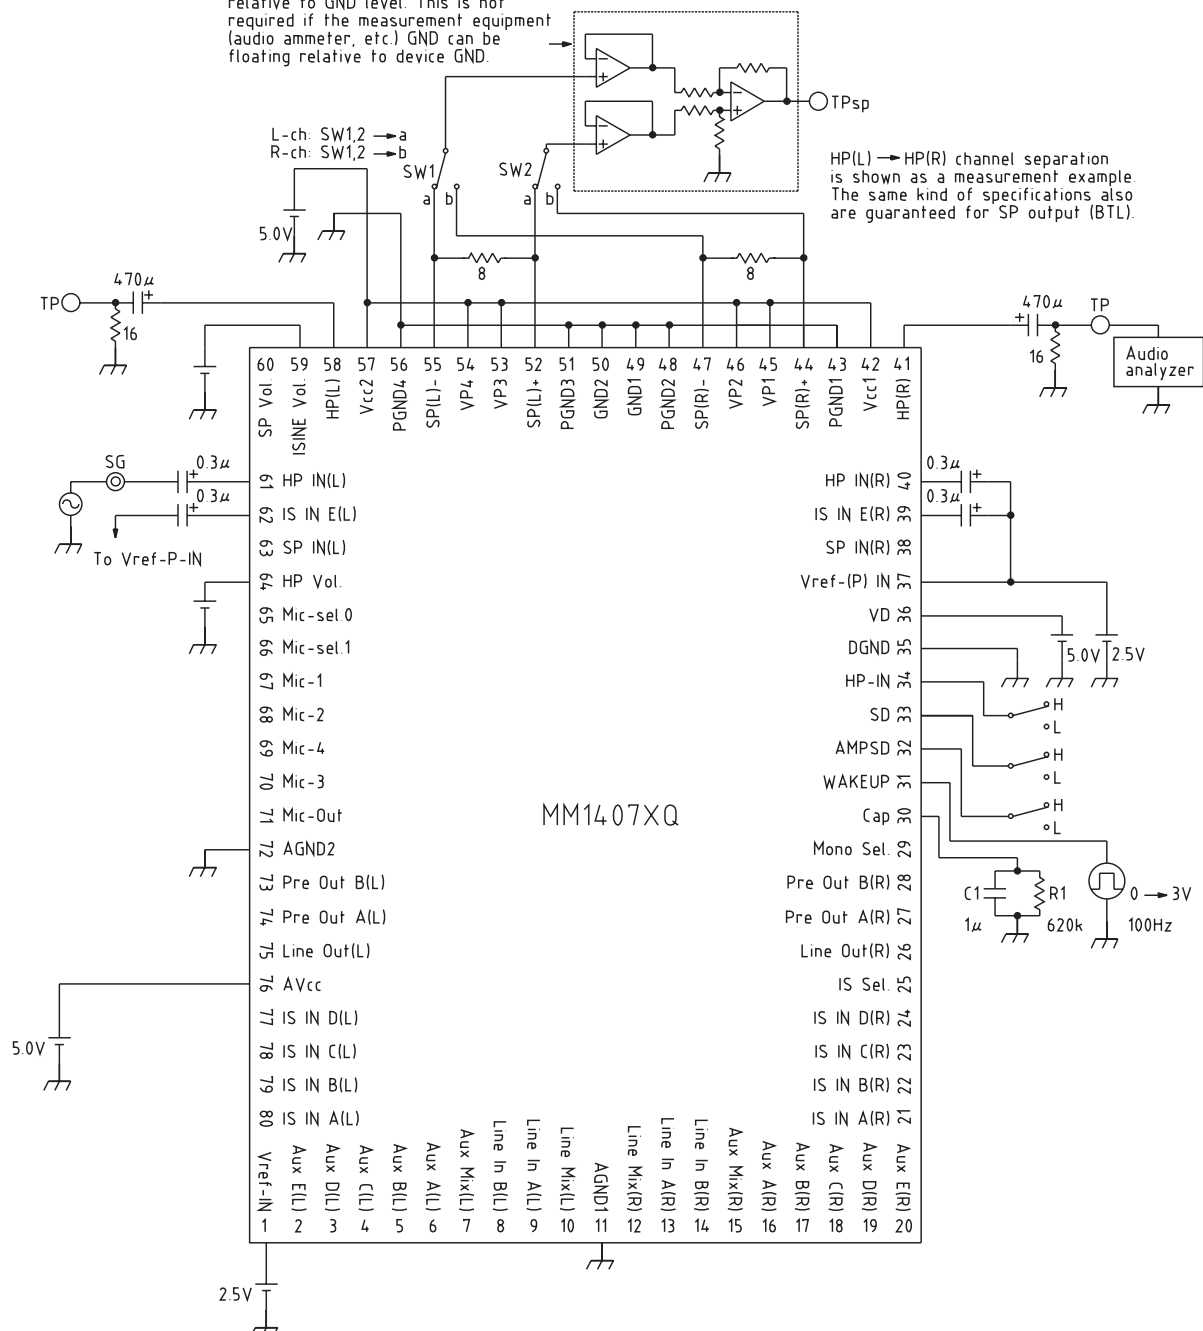 relative to GND level. This is not
required if the measurement equipment
(audio ammeter, etc.) GND can be
floating relative to device GND.
TPsp
L-ch: SW1,2 → a
R-ch: SW1,2 → b
SW1
SW2
a
b
a
b
HP(L) → HP(R) channel separation
is shown as a measurement example.
The same kind of specifications also
are guaranteed for SP output (BTL).
5.0V
8
8
470μ
+
TP
16
470μ
+
TP
16
Audio
analyzer
60 59 58 57 56 55 54 53 52 51 50 49 48 47 46 45 44 43 42 41
SP Vol.
ISINE Vol.
HP(L)
Vcc2
PGND4
SP(L)-
VP4
VP3
SP(L)+
PGND3
GND2
GND1
PGND2
SP(R)-
VP2
VP1
SP(R)+
PGND1
Vcc1
HP(R)
SG
0.3μ
+
0.3μ
+
To Vref-P-IN
61 HP IN(L)
62 IS IN E(L)
63 SP IN(L)
64 HP Vol.
65 Mic-sel.0
66 Mic-sel.1
67 Mic-1
68 Mic-2
69 Mic-4
70 Mic-3
71 Mic-Out
72 AGND2
73 Pre Out B(L)
74 Pre Out A(L)
75 Line Out(L)
76 AVcc
77 IS IN D(L)
78 IS IN C(L)
79 IS IN B(L)
80 IS IN A(L)
5.0V
MM1407XQ
HP IN(R) 40
IS IN E(R) 39
SP IN(R) 38
Vref-(P) IN 37
VD 36
DGND 35
HP-IN 34
SD 33
AMPSD 32
WAKEUP 31
Cap 30
Mono Sel. 29
Pre Out B(R) 28
Pre Out A(R) 27
Line Out(R) 26
IS Sel. 25
IS IN D(R) 24
IS IN C(R) 23
IS IN B(R) 22
IS IN A(R) 21
0.3μ
+
0.3μ
+
5.0V
2.5V
H
L
H
L
H
L
C1
R1
1μ
620k
0 → 3V
100Hz
Vref-IN
Aux E(L)
Aux D(L)
Aux C(L)
Aux B(L)
Aux A(L)
Aux Mix(L)
Line In B(L)
Line In A(L)
Line Mix(L)
AGND1
Line Mix(R)
Line In A(R)
Line In B(R)
Aux Mix(R)
Aux A(R)
Aux B(R)
Aux C(R)
Aux D(R)
Aux E(R)
1 2 3 4 5 6 7 8 9 10 11 12 13 14 15 16 17 18 19 20
2.5V